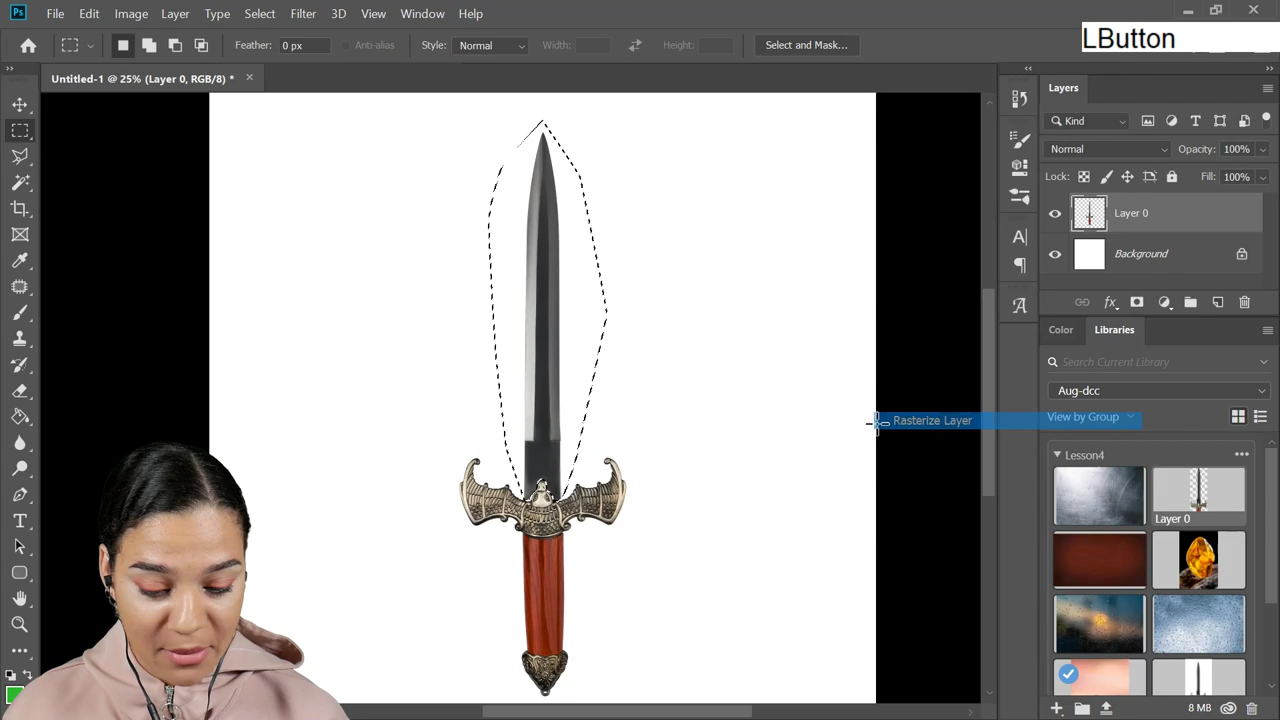 Ps File Edit Image Layer Type Select Filter 3D View Window Help
LButton
Feather: 0 px Anti-alias Style: Normal Width: Height: Select and Mask...
Untitled-1 @ 25% (Layer 0, RGB/8) *
Layers
Kind
Normal Opacity: 100%
Lock: Fill: 100%
Layer 0
Background
fx
Color Libraries
Search Current Library
Aug-dcc
View by Group
Rasterize Layer
Lesson4
Layer 0
8 MB